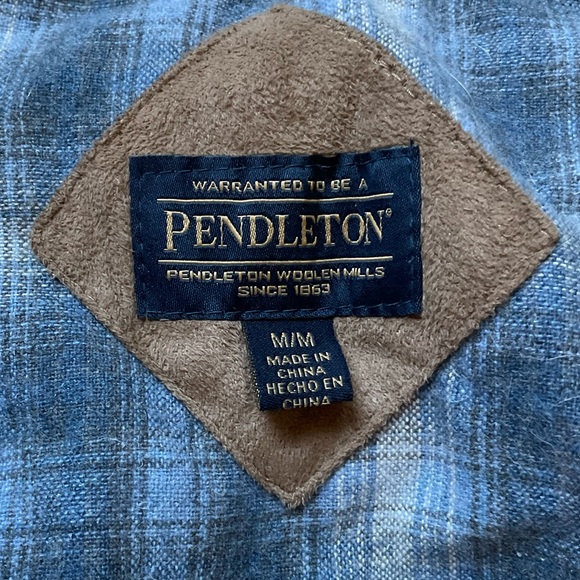 WARRANTED TO BE A
PENDLETON®
PENDLETON WOOLEN MILLS
SINCE 1863
M/M
MADE IN
CHINA
HECHO EN
CHINA